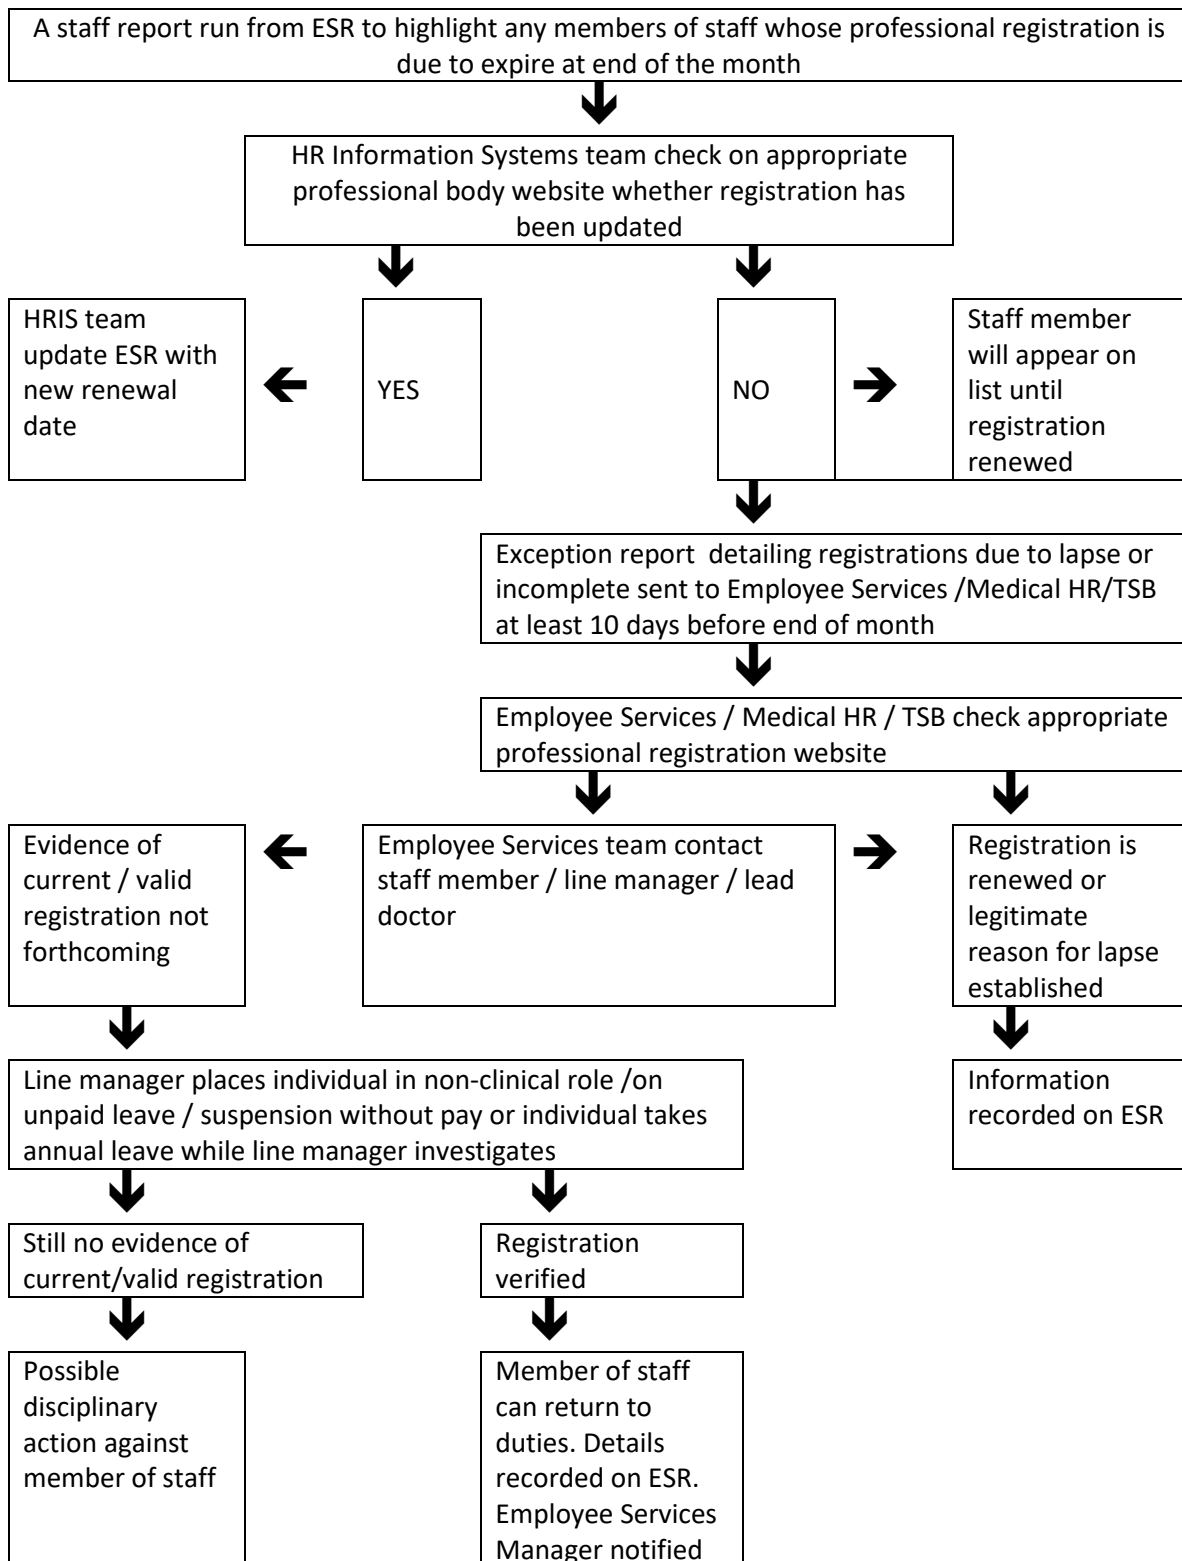 A staff report run from ESR to highlight any members of staff whose professional registration is
due to expire at end of the month
HR Information Systems team check on appropriate
professional body website whether registration has
been updated
HRIS team
update ESR with
new renewal
date
YES
NO
Staff member
will appear on
list until
registration
renewed
Exception report  detailing registrations due to lapse or
incomplete sent to Employee Services /Medical HR/TSB
at least 10 days before end of month
Employee Services / Medical HR / TSB check appropriate
professional registration website
Evidence of
current / valid
registration not
forthcoming
Employee Services team contact
staff member / line manager / lead
doctor
Registration is
renewed or
legitimate
reason for lapse
established
Line manager places individual in non-clinical role /on
unpaid leave / suspension without pay or individual takes
annual leave while line manager investigates
Information
recorded on ESR
Still no evidence of
current/valid registration
Registration
verified
Possible
disciplinary
action against
member of staff
Member of staff
can return to
duties. Details
recorded on ESR.
Employee Services
Manager notified